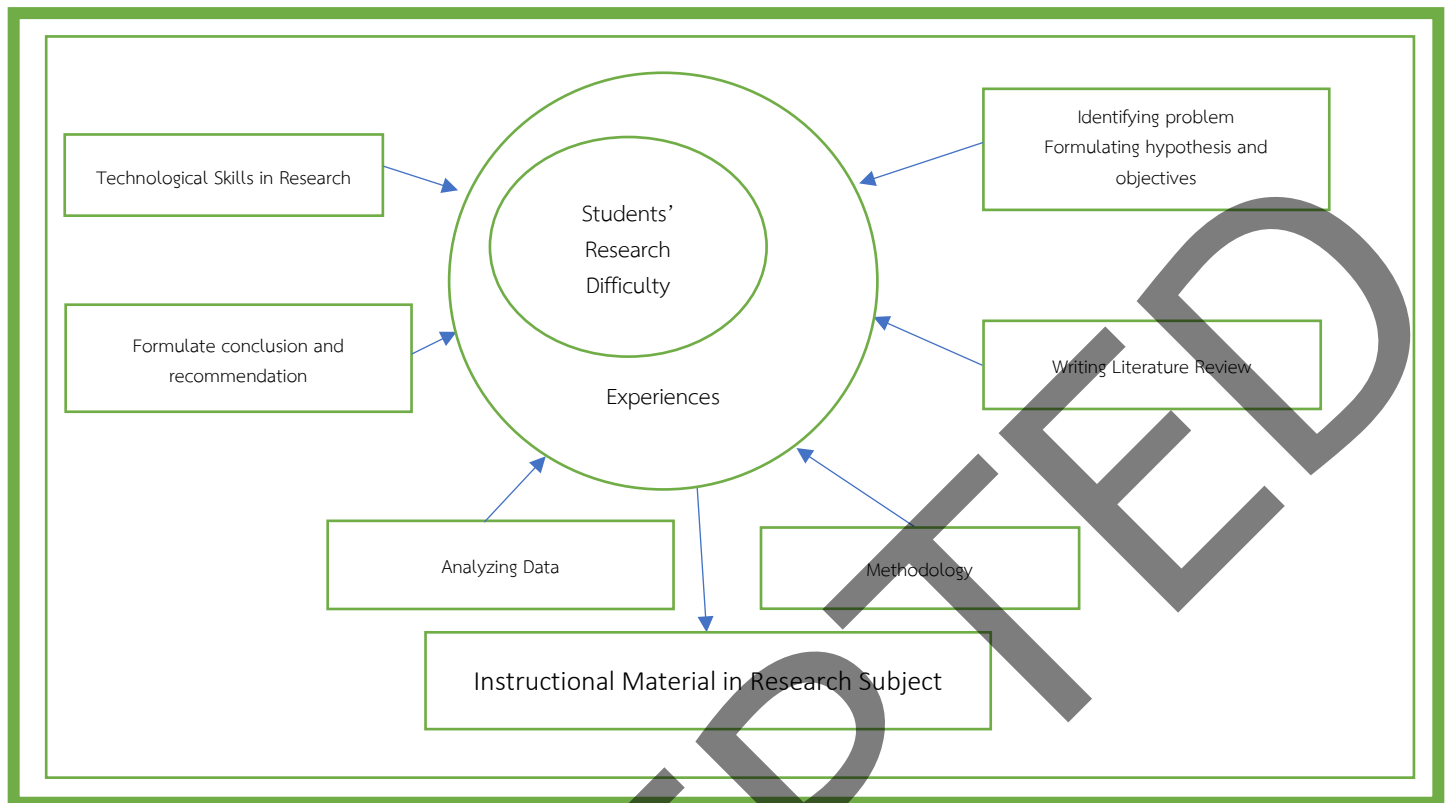 Technological Skills in Research
Identifying problem
Formulating hypothesis and
objectives
Students’
Research
Difficulty
Formulate conclusion and
recommendation
Writing Literature Review
Experiences
Analyzing Data
Methodology
Instructional Material in Research Subject